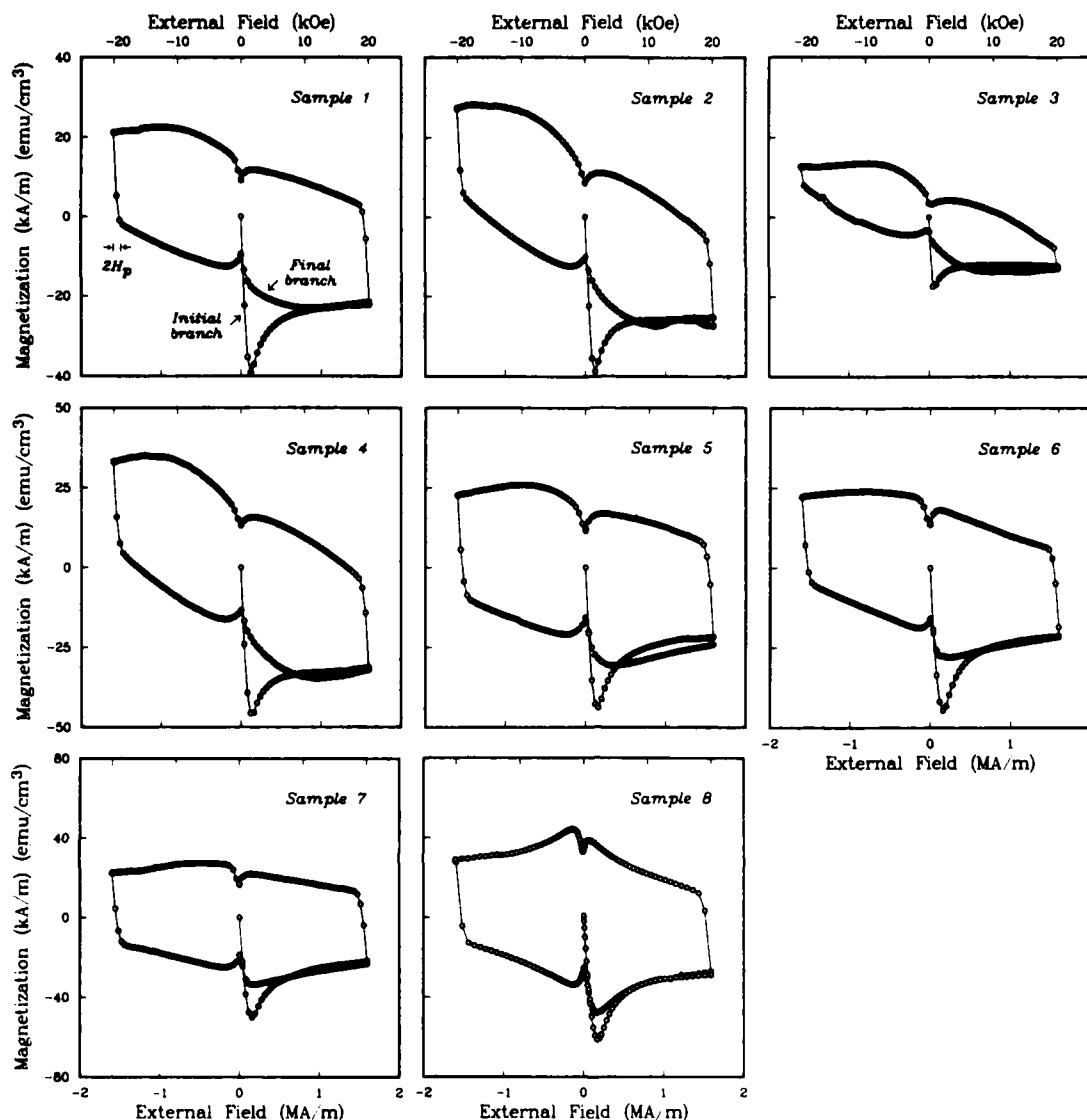 External Field (kOe)
External Field (kOe)
External Field (kOe)
-20 -10 0 10 20
-20 -10 0 10 20
-20 -10 0 10 20
Magnetization (kA/m) (emu/cm³)
40
20
0
-20
-40
Sample 1
2Hp
Final
branch
Initial
branch
Sample 2
Sample 3
Magnetization (kA/m) (emu/cm³)
50
25
0
-25
-50
Sample 4
Sample 5
Sample 6
-2 -1 0 1 2
External Field (MA/m)
Magnetization (kA/m) (emu/cm³)
80
40
0
-40
-80
Sample 7
Sample 8
-2 -1 0 1 2
-2 -1 0 1 2
External Field (MA/m)
External Field (MA/m)